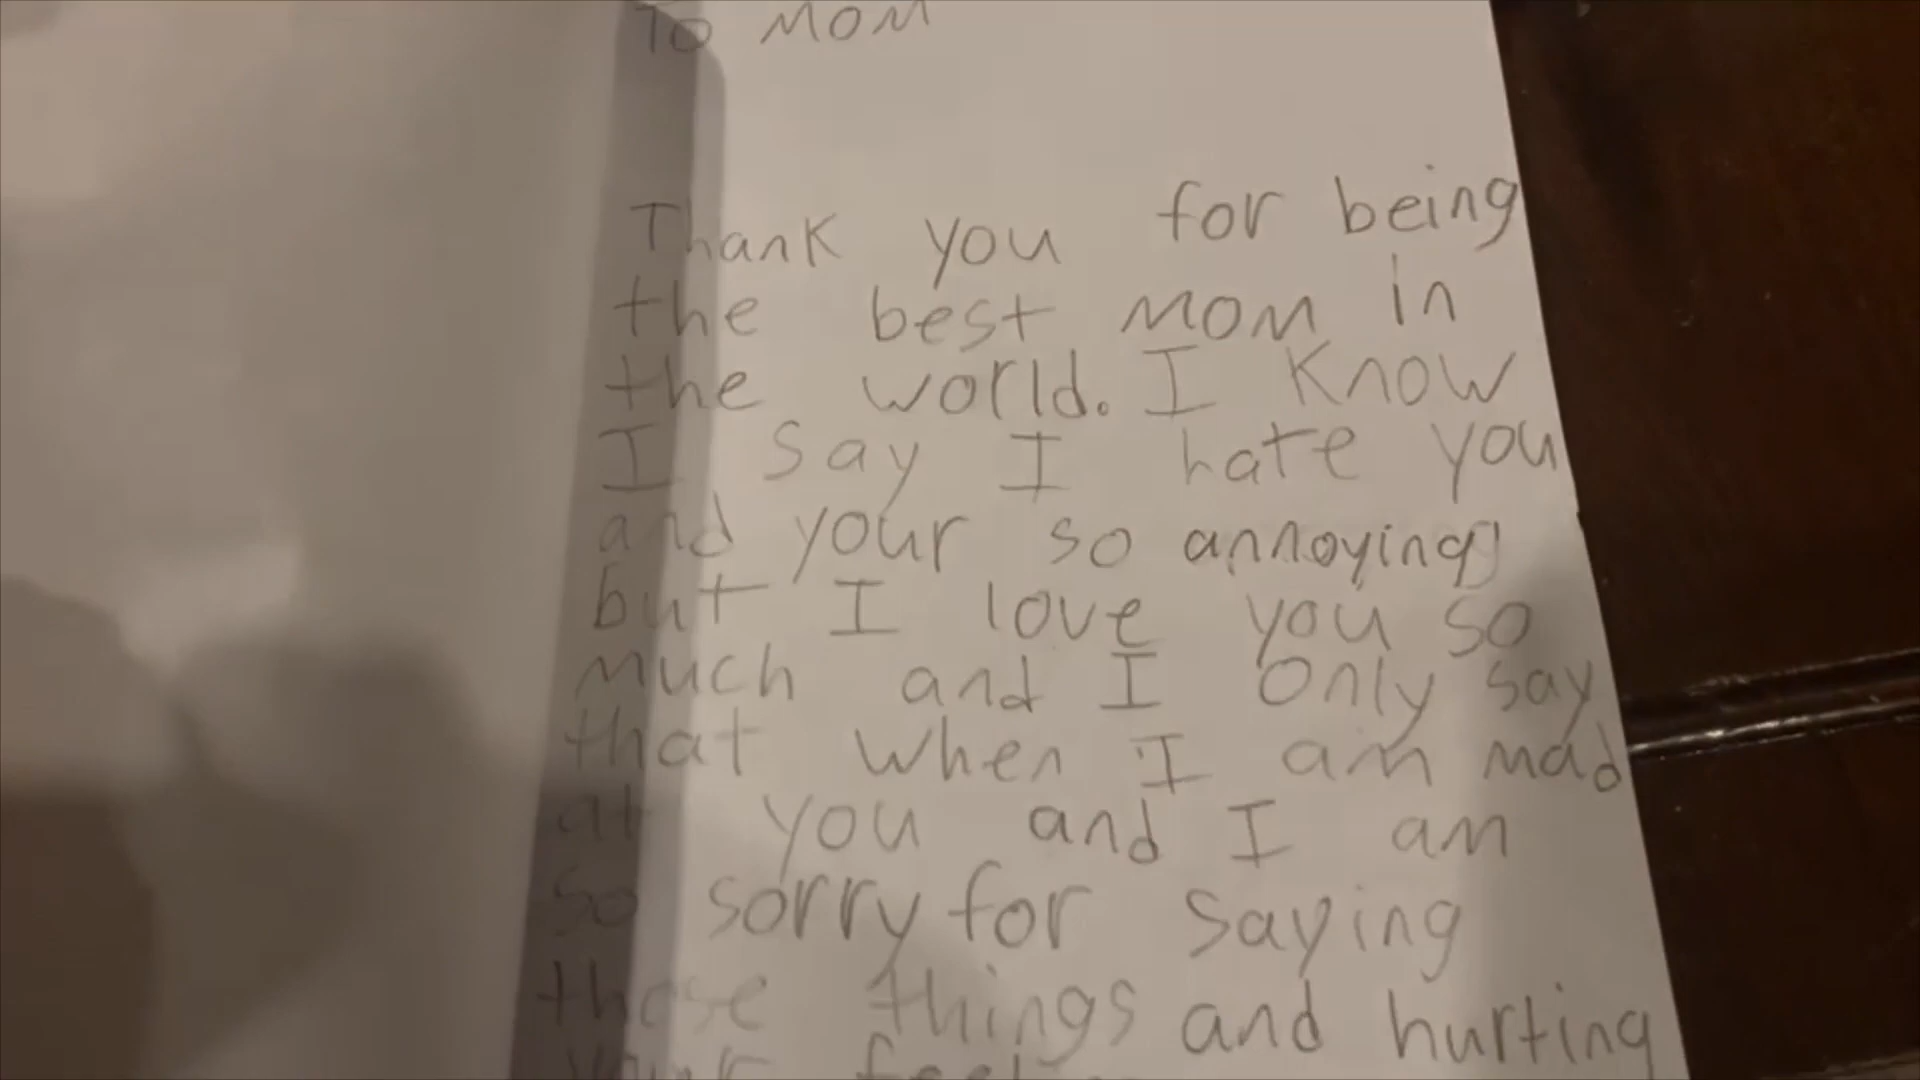 To Mom
Thank you for being
the best Mom in
the world. I Know
I say I hate you
and your so annoying
but I love you so
much and I only say
that when I am mad
at you and I am
so sorry for saying
those things and hurting
your